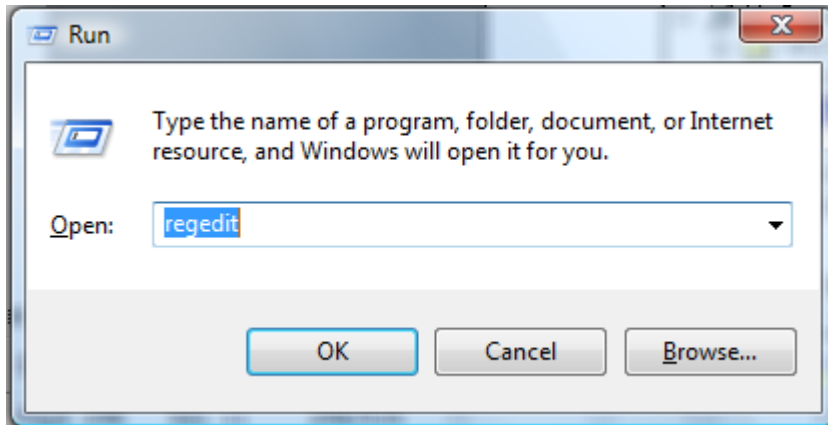 Run
Type the name of a program, folder, document, or Internet
resource, and Windows will open it for you.
Open: regedit
OK Cancel Browse...